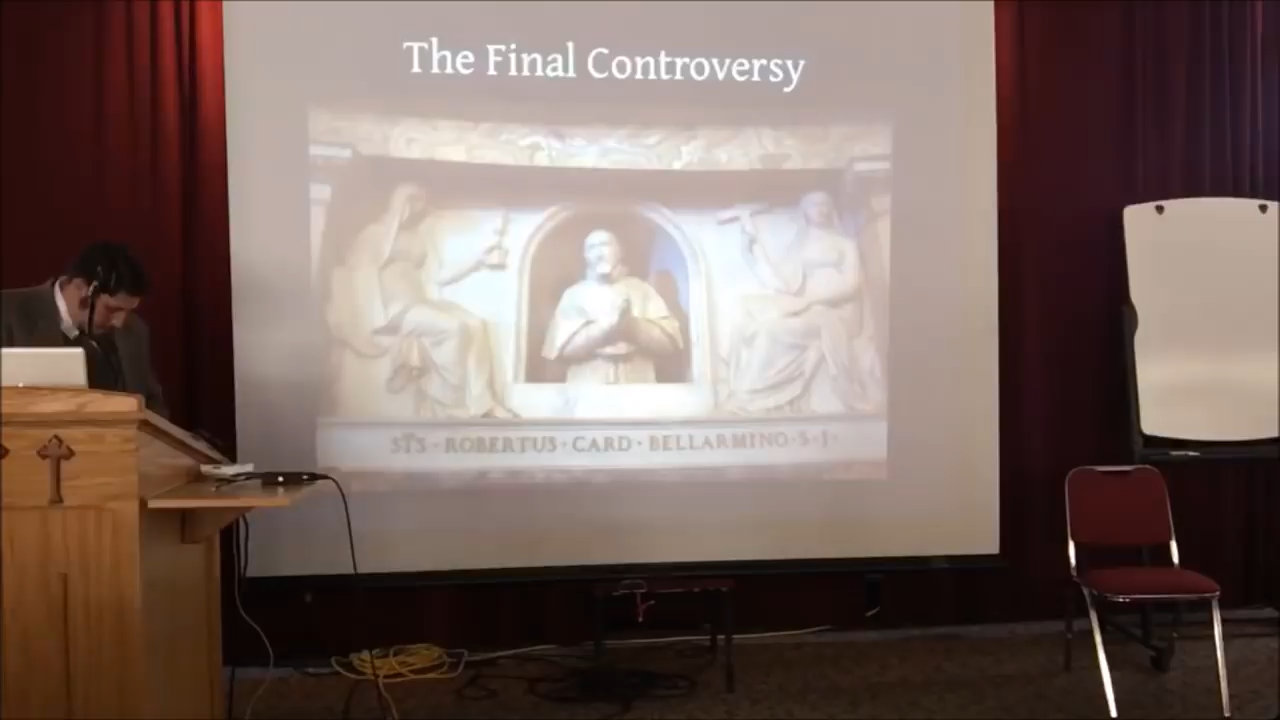 The Final Controversy
STS · ROBERTUS · CARD · BELLARMINO · S · J ·